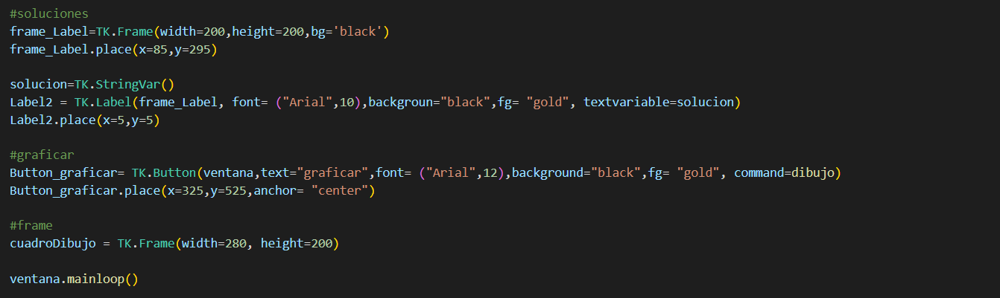 #soluciones
frame_Label=TK.Frame(width=200,height=200,bg='black')
frame_Label.place(x=85,y=295)
solucion=TK.StringVar()
Label2 = TK.Label(frame_Label, font= ("Arial",10),backgroun="black",fg= "gold", textvariable=solucion)
Label2.place(x=5,y=5)
#graficar
Button_graficar= TK.Button(ventana,text="graficar",font= ("Arial",12),background="black",fg= "gold", command=dibujo)
Button_graficar.place(x=325,y=525,anchor= "center")
#frame
cuadroDibujo = TK.Frame(width=280, height=200)
ventana.mainloop()